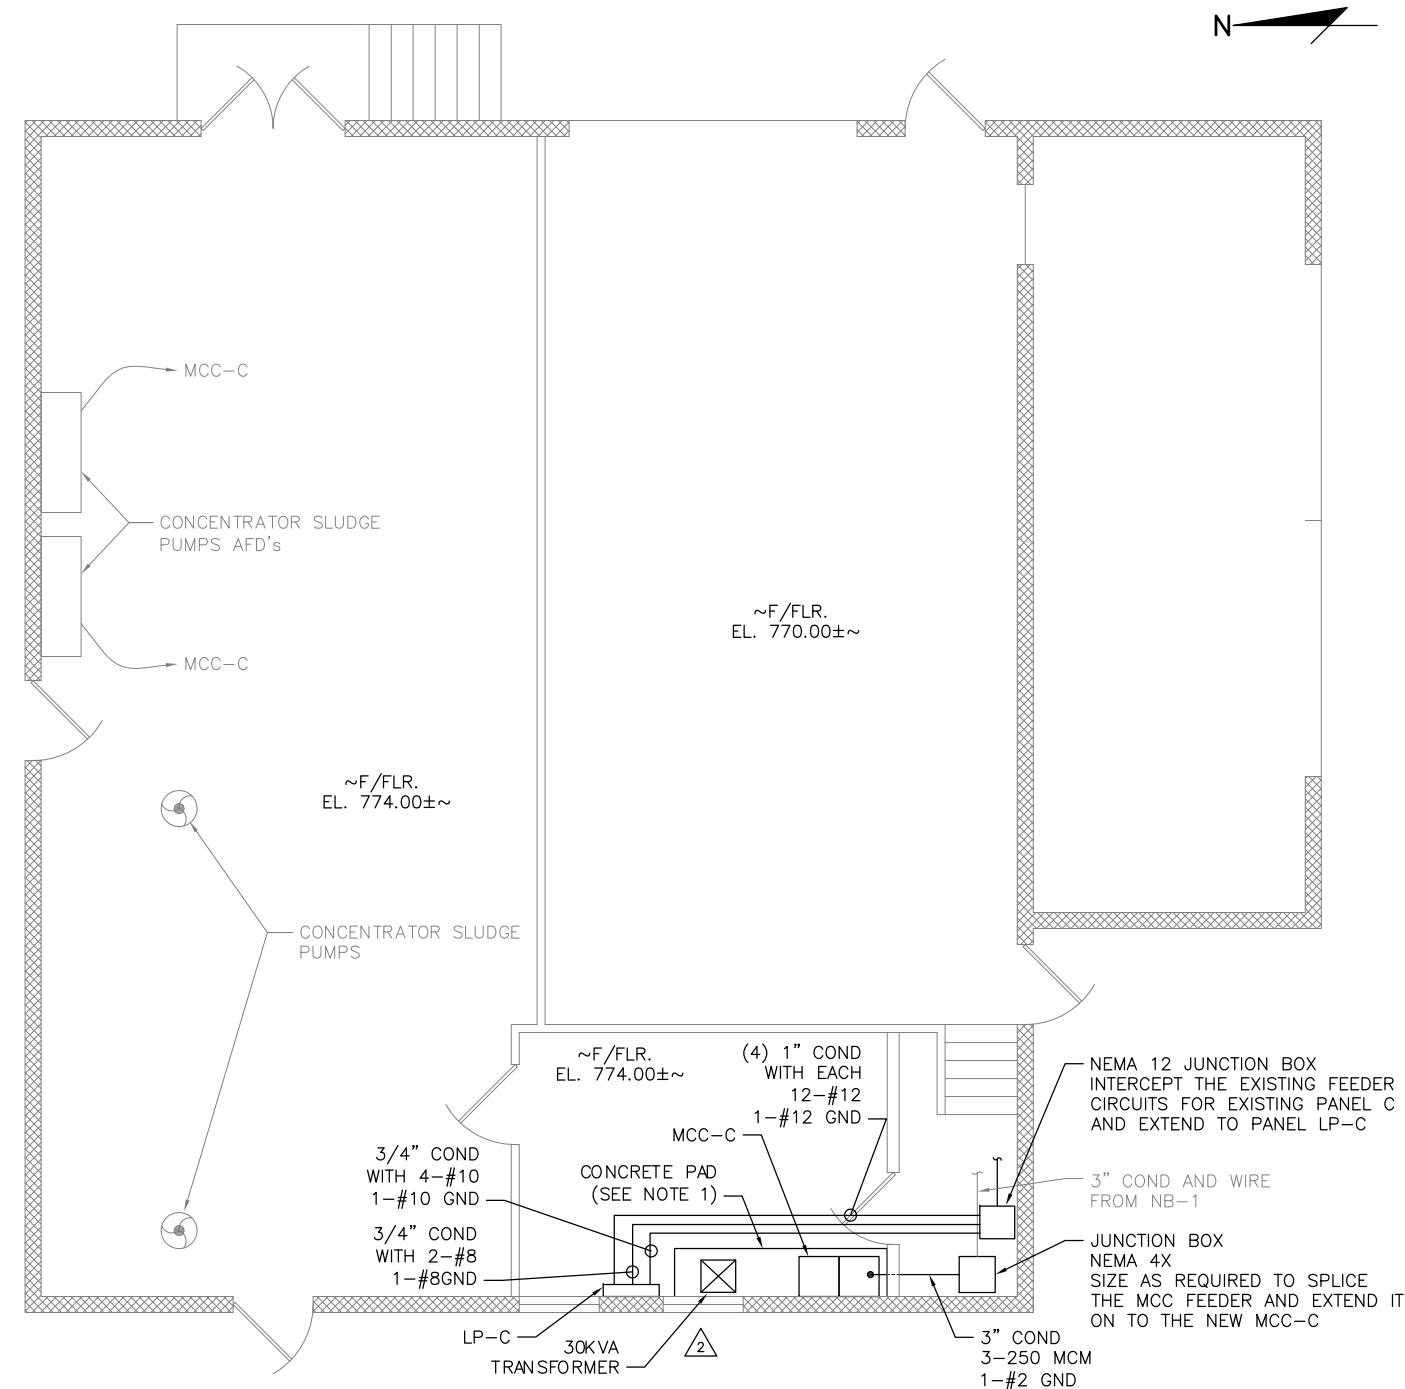 N
MCC-C
CONCENTRATOR SLUDGE
PUMPS AFD's
~F/FLR.
EL. 770.00±~
MCC-C
~F/FLR.
EL. 774.00±~
CONCENTRATOR SLUDGE
PUMPS
~F/FLR.
EL. 774.00±~
(4) 1" COND
WITH EACH
12-#12
1-#12 GND
NEMA 12 JUNCTION BOX
INTERCEPT THE EXISTING FEEDER
CIRCUITS FOR EXISTING PANEL C
AND EXTEND TO PANEL LP-C
MCC-C
3/4" COND
WITH 4-#10
1-#10 GND
CONCRETE PAD
(SEE NOTE 1)
3" COND AND WIRE
FROM NB-1
3/4" COND
WITH 2-#8
1-#8GND
JUNCTION BOX
NEMA 4X
SIZE AS REQUIRED TO SPLICE
THE MCC FEEDER AND EXTEND IT
ON TO THE NEW MCC-C
LP-C
30KVA
TRANSFORMER
2
3" COND
3-250 MCM
1-#2 GND